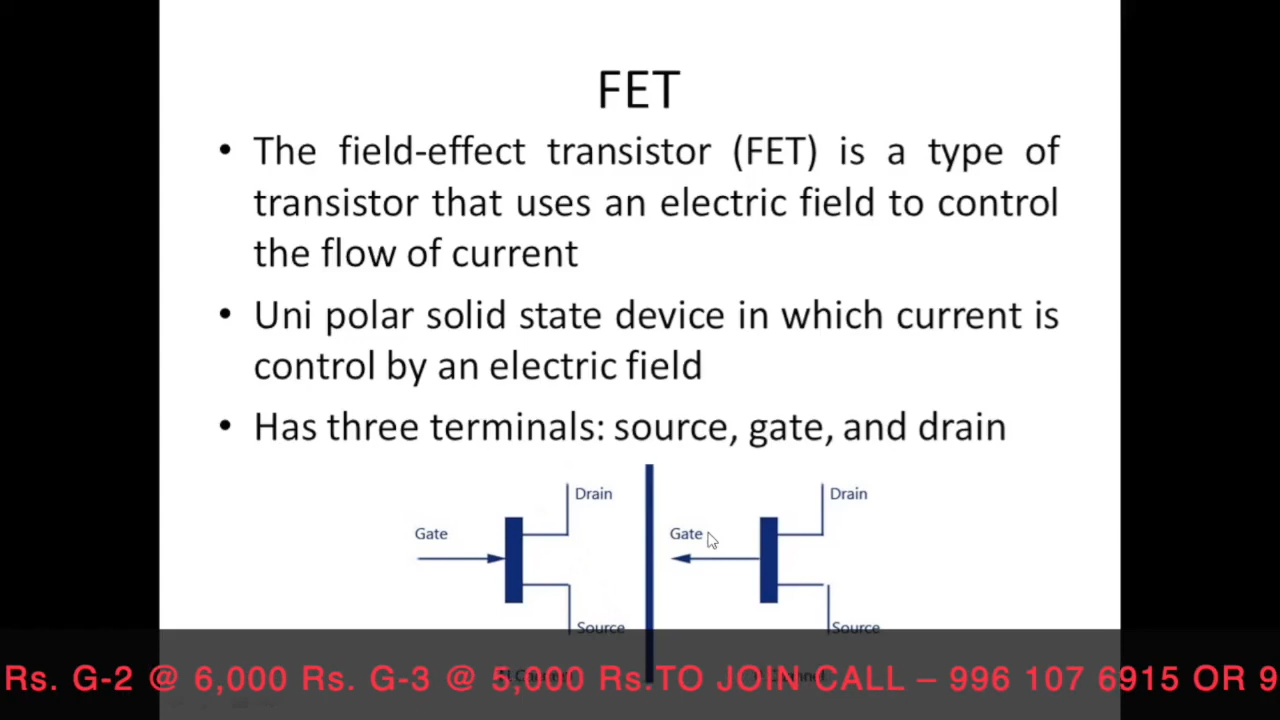 FET
• The field-effect transistor (FET) is a type of
transistor that uses an electric field to control
the flow of current
• Uni polar solid state device in which current is
control by an electric field
• Has three terminals: source, gate, and drain
Drain
Gate
Source
Drain
Gate
Source
Rs. G-2 @ 6,000 Rs. G-3 @ 5,000 Rs.TO JOIN CALL – 996 107 6915 OR 9